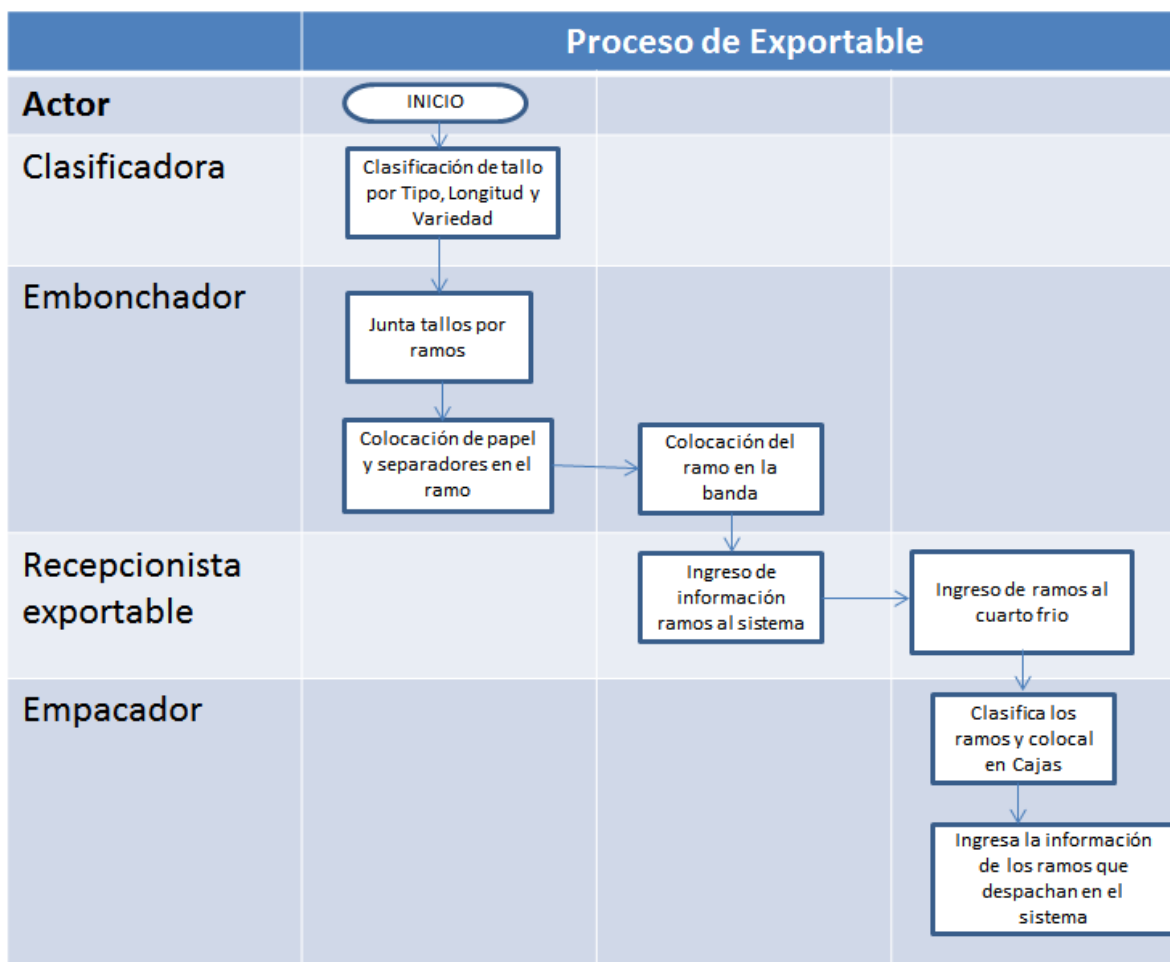 Proceso de Exportable
Actor
INICIO
Clasificadora
Clasificación de tallo
por Tipo, Longitud y
Variedad
Embonchador
Junta tallos por
ramos
Colocación de papel
y separadores en el
ramo
Colocación del
ramo en la
banda
Recepcionista
exportable
Ingreso de
información
ramos al sistema
Ingreso de ramos al
cuarto frio
Empacador
Clasifica los
ramos y colocal
en Cajas
Ingresa la información
de los ramos que
despachan en el
sistema